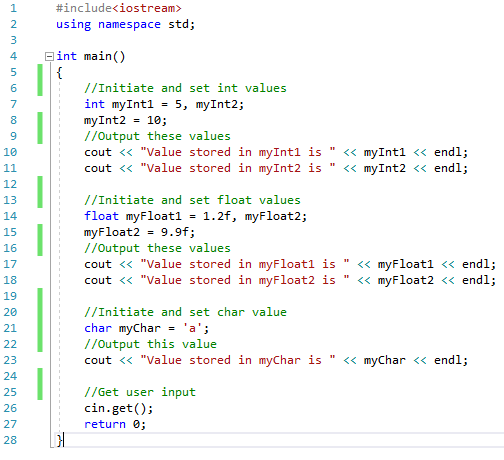 1 #include<iostream>
2 using namespace std;
3
4 int main()
5 {
6 //Initiate and set int values
7 int myInt1 = 5, myInt2;
8 myInt2 = 10;
9 //Output these values
10 cout << "Value stored in myInt1 is " << myInt1 << endl;
11 cout << "Value stored in myInt2 is " << myInt2 << endl;
12
13 //Initiate and set float values
14 float myFloat1 = 1.2f, myFloat2;
15 myFloat2 = 9.9f;
16 //Output these values
17 cout << "Value stored in myFloat1 is " << myFloat1 << endl;
18 cout << "Value stored in myFloat2 is " << myFloat2 << endl;
19
20 //Initiate and set char value
21 char myChar = 'a';
22 //Output this value
23 cout << "Value stored in myChar is " << myChar << endl;
24
25 //Get user input
26 cin.get();
27 return 0;
28 }